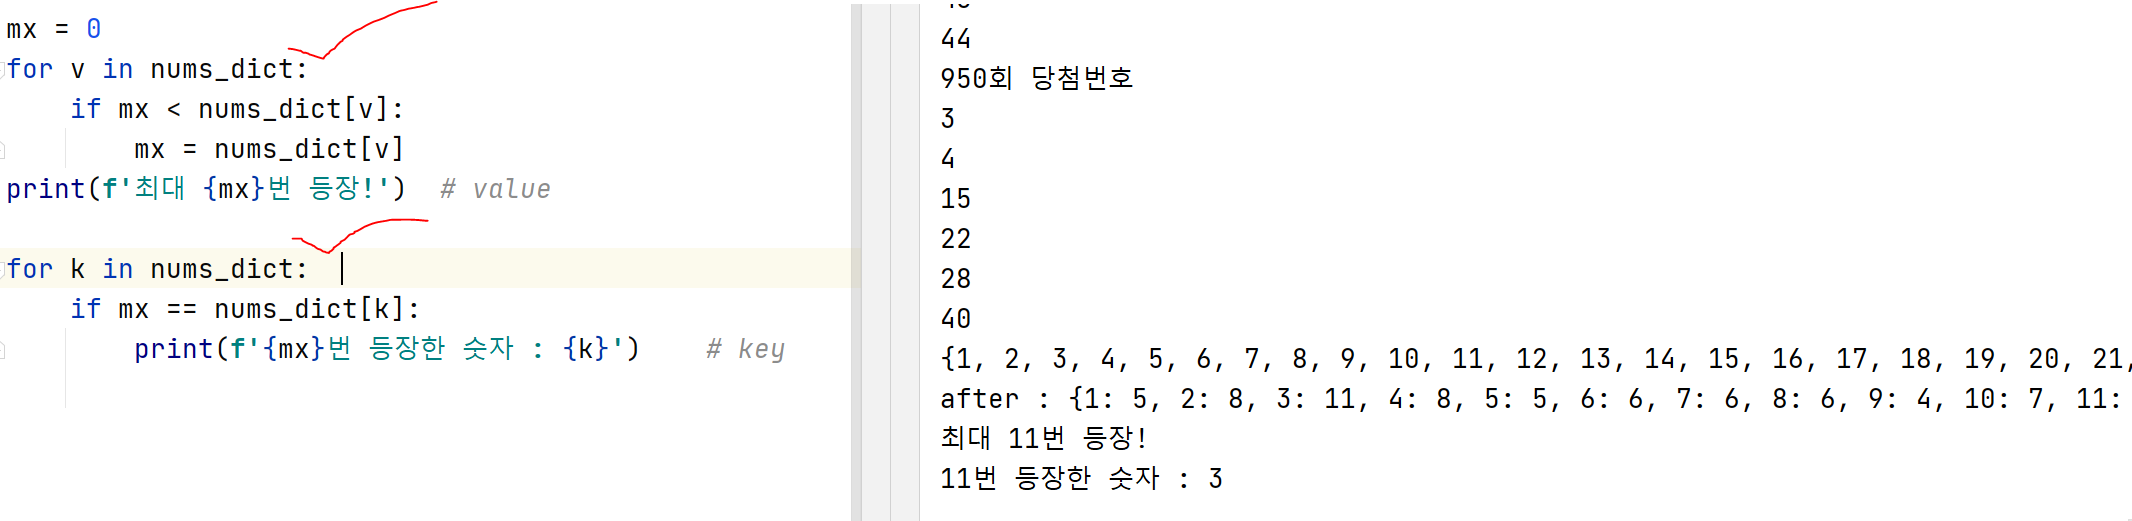 mx = 0
for v in nums_dict:
if mx < nums_dict[v]:
mx = nums_dict[v]
print(f'최대 {mx}번 등장!')  # value
for k in nums_dict:
if mx == nums_dict[k]:
print(f'{mx}번 등장한 숫자 : {k}')    # key
44
950회 당첨번호
3
4
15
22
28
40
{1, 2, 3, 4, 5, 6, 7, 8, 9, 10, 11, 12, 13, 14, 15, 16, 17, 18, 19, 20, 21,
after : {1: 5, 2: 8, 3: 11, 4: 8, 5: 5, 6: 6, 7: 6, 8: 6, 9: 4, 10: 7, 11:
최대 11번 등장!
11번 등장한 숫자 : 3